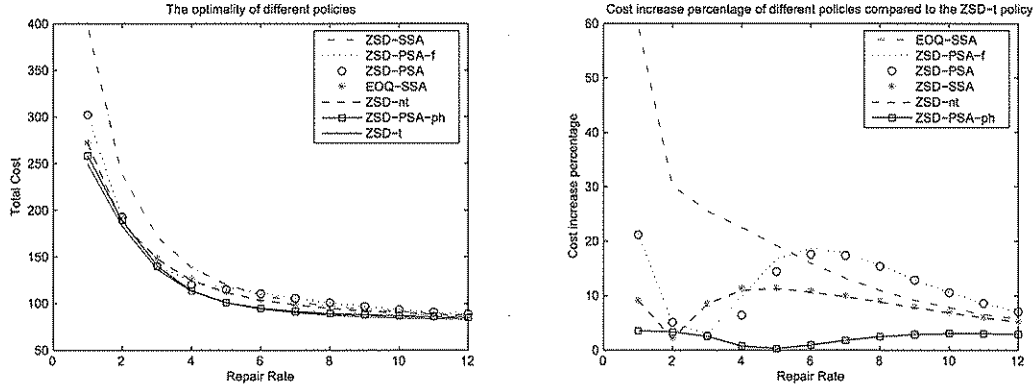 The optimality of different policies
400
350
300
250
200
150
100
50
Total Cost
0
2
4
6
8
10
12
Repair Rate
ZSD-SSA
ZSD-PSA-f
ZSD-PSA
EOQ-SSA
ZSD-nt
ZSD-PSA-ph
ZSD-t
Cost increase percentage of different policies compared to the ZSD-t policy
60
50
40
30
20
10
0
Cost increase percentage
0
2
4
6
8
10
12
Repair Rate
EOQ-SSA
ZSD-PSA-f
ZSD-PSA
ZSD-SSA
ZSD-nt
ZSD-PSA-ph